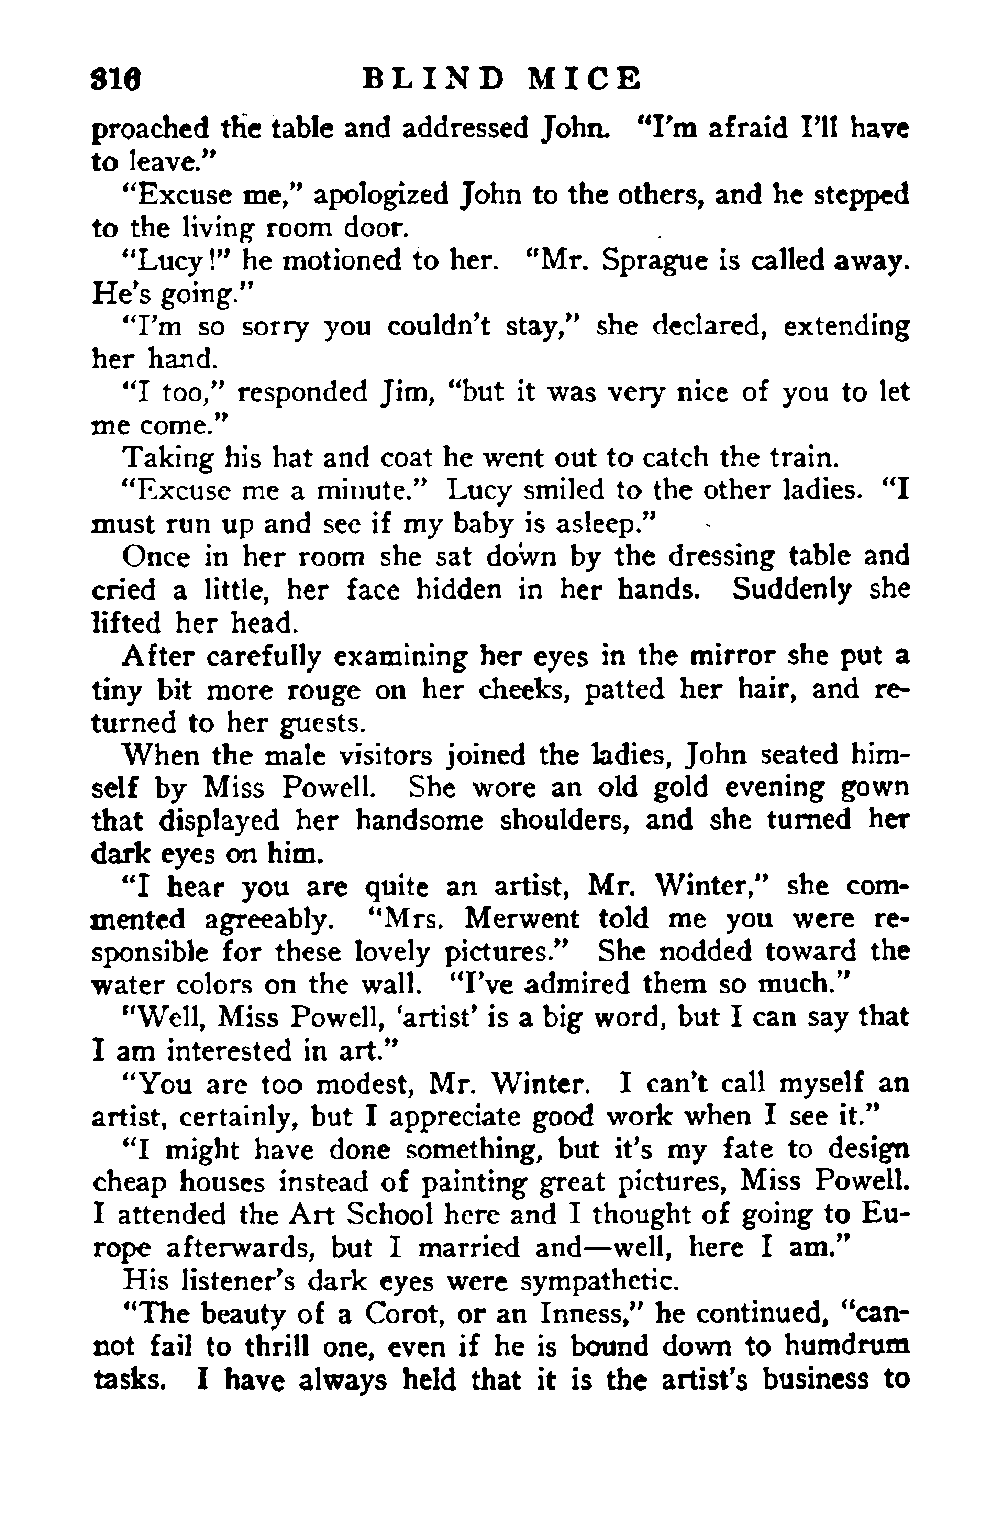 316 BLIND MICE
proached the table and addressed John. “I’m afraid I’ll have
to leave.”
“Excuse me,” apologized John to the others, and he stepped
to the living room door.
“Lucy!” he motioned to her. “Mr. Sprague is called away.
He’s going.”
“I’m so sorry you couldn’t stay,” she declared, extending
her hand.
“I too,” responded Jim, “but it was very nice of you to let
me come.”
Taking his hat and coat he went out to catch the train.
“Excuse me a minute.” Lucy smiled to the other ladies. “I
must run up and see if my baby is asleep.”
Once in her room she sat down by the dressing table and
cried a little, her face hidden in her hands. Suddenly she
lifted her head.
After carefully examining her eyes in the mirror she put a
tiny bit more rouge on her cheeks, patted her hair, and re-
turned to her guests.
When the male visitors joined the ladies, John seated him-
self by Miss Powell. She wore an old gold evening gown
that displayed her handsome shoulders, and she turned her
dark eyes on him.
“I hear you are quite an artist, Mr. Winter,” she com-
mented agreeably. “Mrs. Merwent told me you were re-
sponsible for these lovely pictures.” She nodded toward the
water colors on the wall. “I’ve admired them so much.”
“Well, Miss Powell, ‘artist’ is a big word, but I can say that
I am interested in art.”
“You are too modest, Mr. Winter. I can’t call myself an
artist, certainly, but I appreciate good work when I see it.”
“I might have done something, but it’s my fate to design
cheap houses instead of painting great pictures, Miss Powell.
I attended the Art School here and I thought of going to Eu-
rope afterwards, but I married and—well, here I am.”
His listener’s dark eyes were sympathetic.
“The beauty of a Corot, or an Inness,” he continued, “can-
not fail to thrill one, even if he is bound down to humdrum
tasks. I have always held that it is the artist’s business to